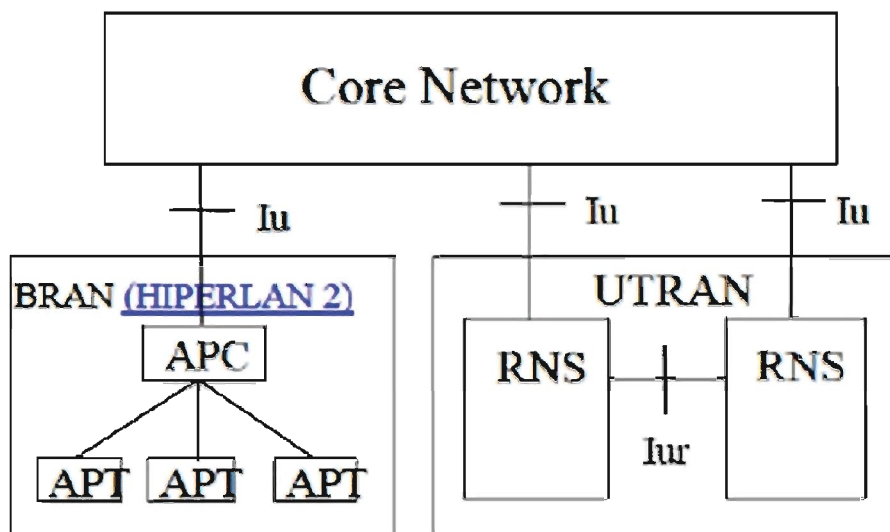 Core Network
Iu
Iu
Iu
BRAN (HIPERLAN 2)
UTRAN
APC
RNS
RNS
Iur
APT
APT
APT